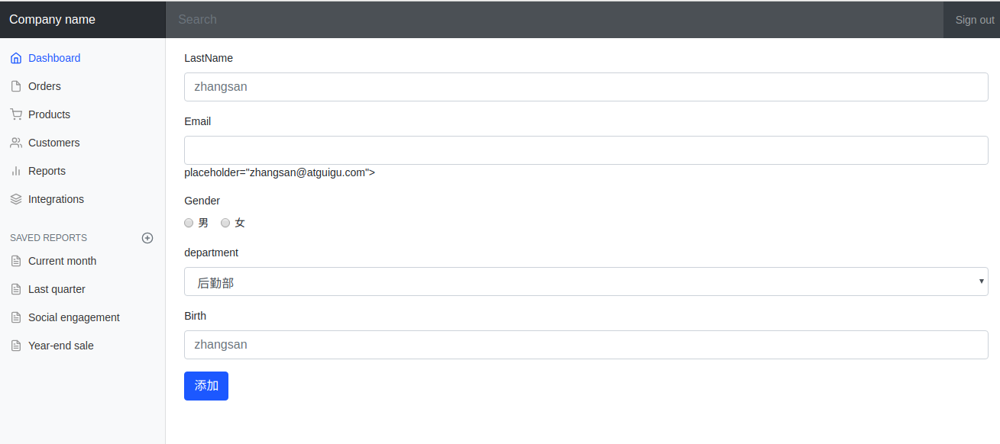 Company name
Search
Sign out
Dashboard
Orders
Products
Customers
Reports
Integrations
SAVED REPORTS
Current month
Last quarter
Social engagement
Year-end sale
LastName
zhangsan
Email
placeholder="zhangsan@atguigu.com">
Gender
男 女
department
后勤部
Birth
zhangsan
添加